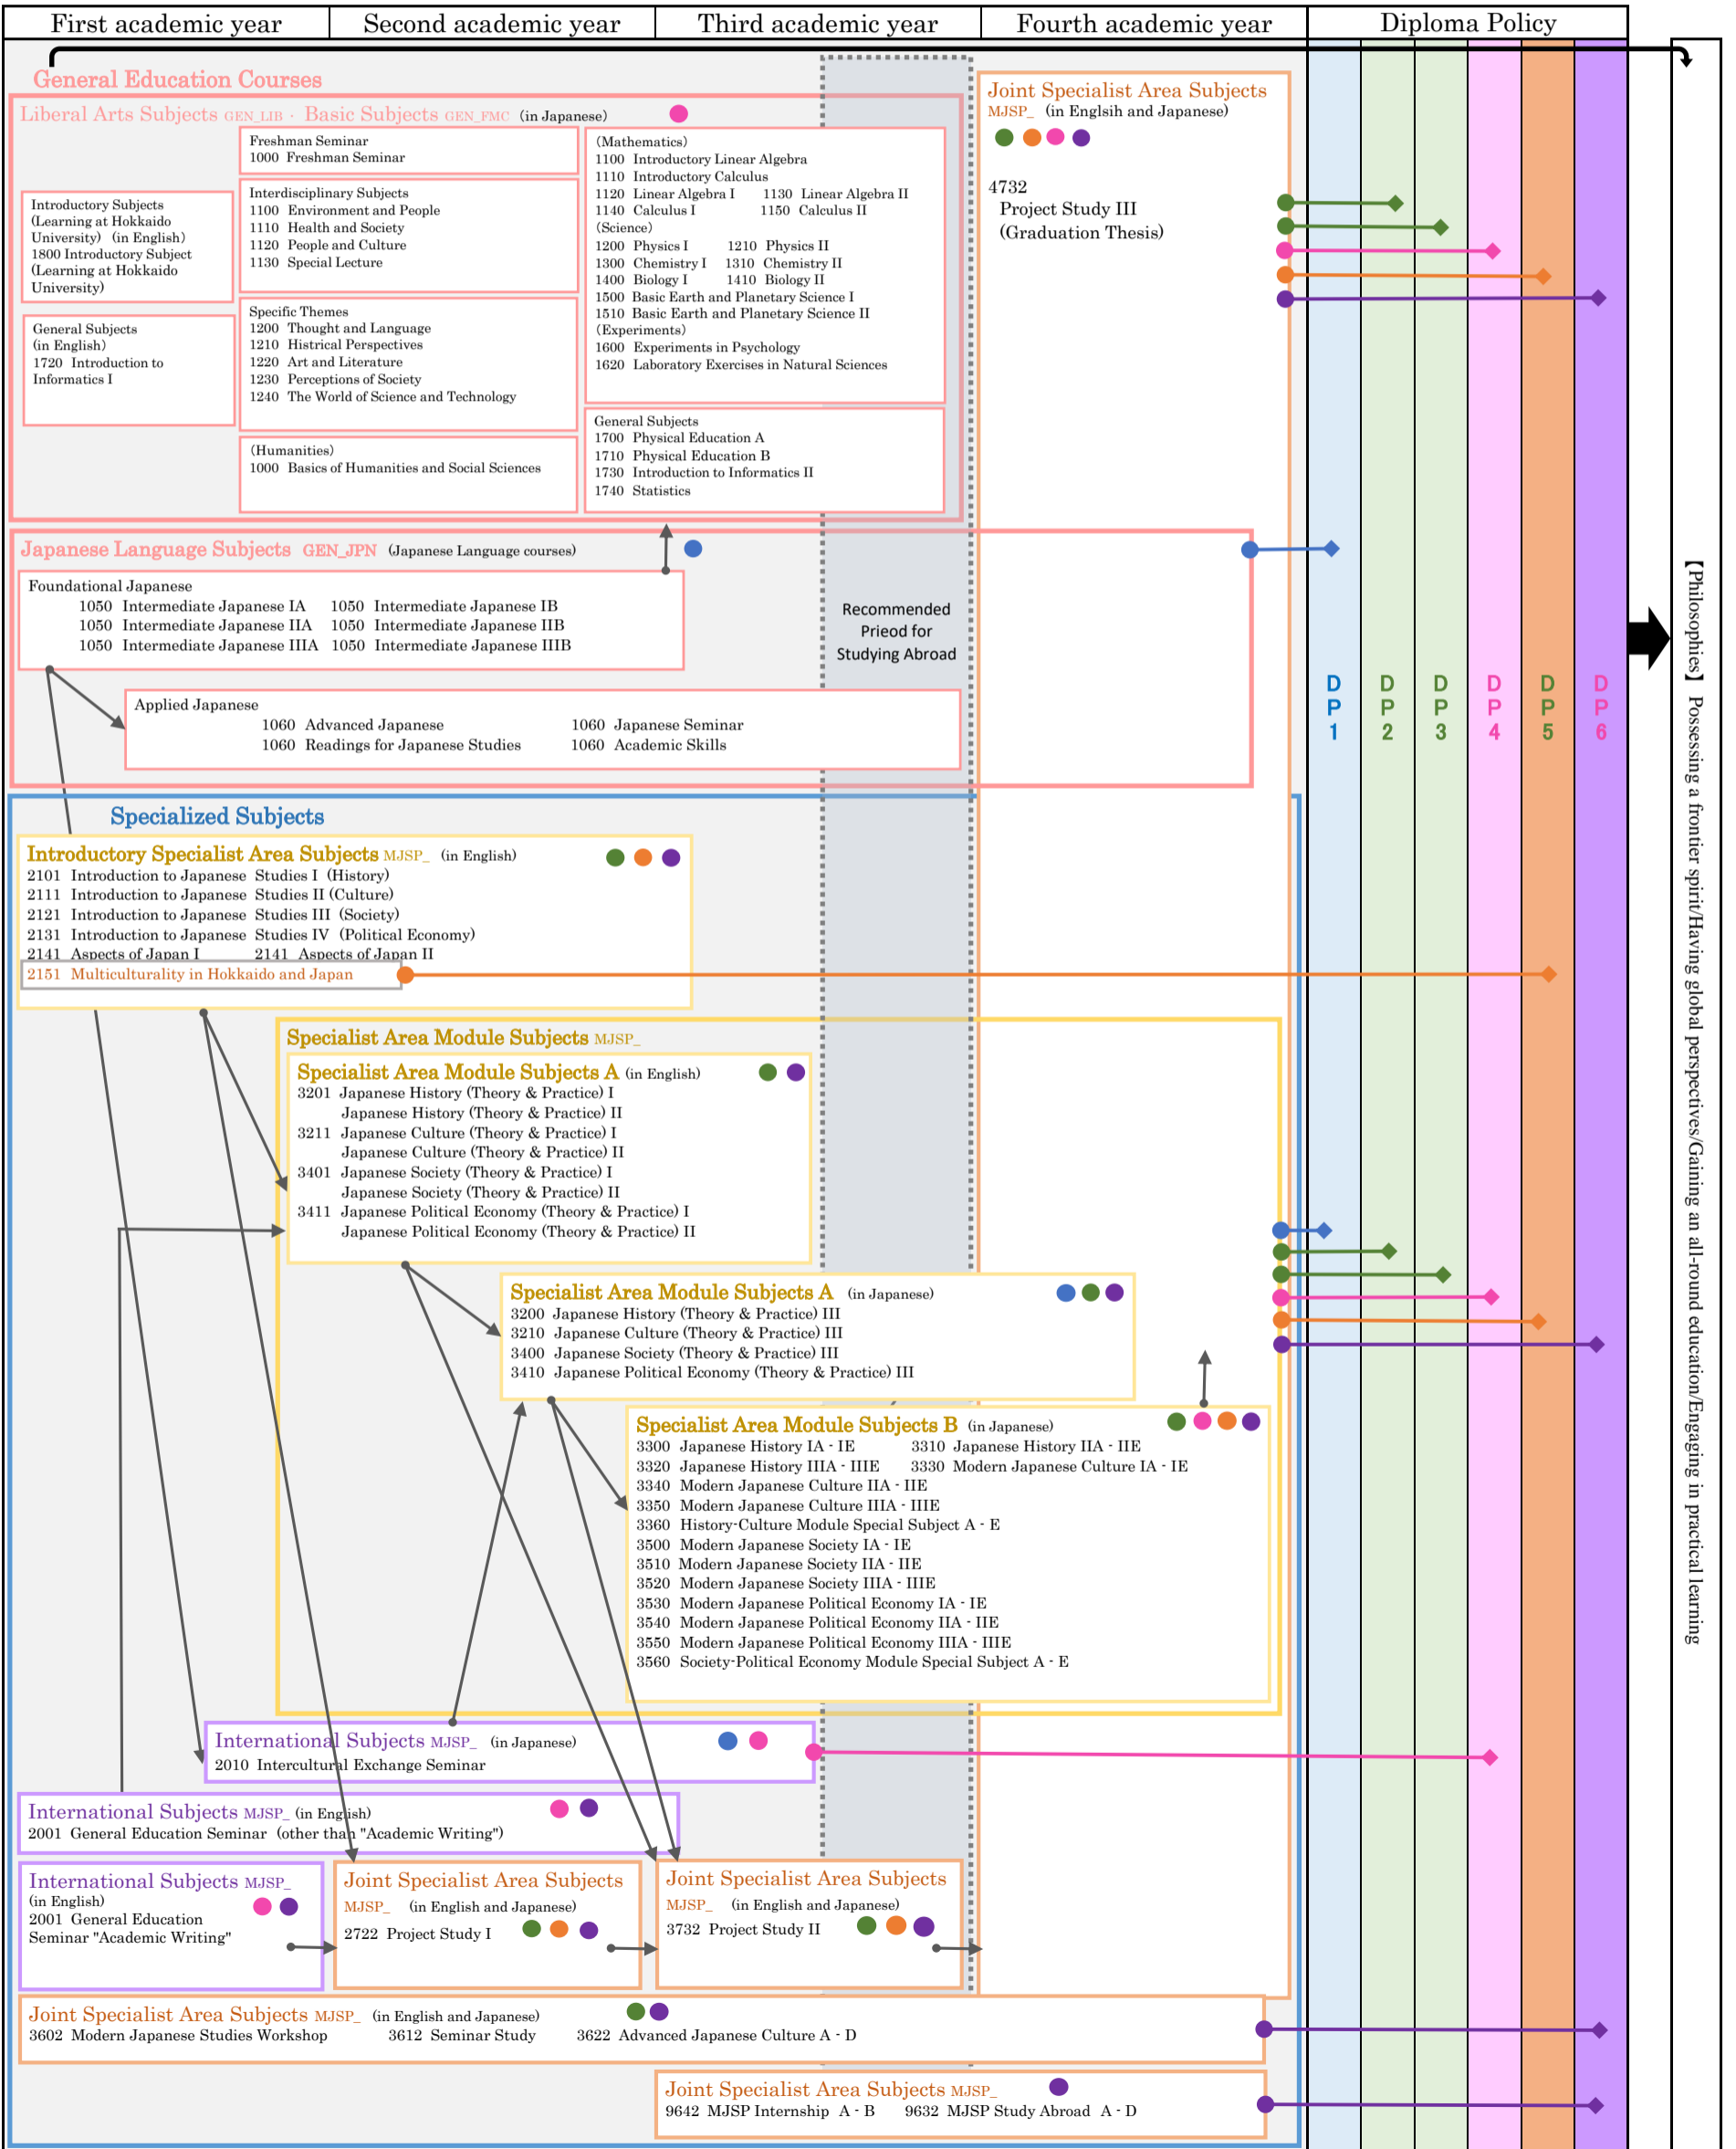 First academic year
Second academic year
Third academic year
Fourth academic year
Diploma Policy
General Education Courses
Liberal Arts Subjects GEN_LIB · Basic Subjects GEN_FMC (in Japanese)
Introductory Subjects
(Learning at Hokkaido
University) (in English)
1800 Introductory Subject
(Learning at Hokkaido
University)
General Subjects
(in English)
1720 Introduction to
Informatics I
Freshman Seminar
1000 Freshman Seminar
Interdisciplinary Subjects
1100 Environment and People
1110 Health and Society
1120 People and Culture
1130 Special Lecture
Specific Themes
1200 Thought and Language
1210 Histrical Perspectives
1220 Art and Literature
1230 Perceptions of Society
1240 The World of Science and Technology
(Humanities)
1000 Basics of Humanities and Social Sciences
(Mathematics)
1100 Introductory Linear Algebra
1110 Introductory Calculus
1120 Linear Algebra I 1130 Linear Algebra II
1140 Calculus I 1150 Calculus II
(Science)
1200 Physics I 1210 Physics II
1300 Chemistry I 1310 Chemistry II
1400 Biology I 1410 Biology II
1500 Basic Earth and Planetary Science I
1510 Basic Earth and Planetary Science II
(Experiments)
1600 Experiments in Psychology
1620 Laboratory Exercises in Natural Sciences
General Subjects
1700 Physical Education A
1710 Physical Education B
1730 Introduction to Informatics II
1740 Statistics
Joint Specialist Area Subjects
MJSP_ (in Englsih and Japanese)
4732
Project Study III
(Graduation Thesis)
Japanese Language Subjects GEN_JPN (Japanese Language courses)
Foundational Japanese
1050 Intermediate Japanese IA 1050 Intermediate Japanese IB
1050 Intermediate Japanese IIA 1050 Intermediate Japanese IIB
1050 Intermediate Japanese IIIA 1050 Intermediate Japanese IIIB
Applied Japanese
1060 Advanced Japanese 1060 Japanese Seminar
1060 Readings for Japanese Studies 1060 Academic Skills
Recommended
Prieod for
Studying Abroad
DP1
DP2
DP3
DP4
DP5
DP6
【Philosophies】 Possessing a frontier spirit/Having global perspectives/Gaining an all-round education/Engaging in practical learning
Specialized Subjects
Introductory Specialist Area Subjects MJSP_ (in English)
2101 Introduction to Japanese Studies I (History)
2111 Introduction to Japanese Studies II (Culture)
2121 Introduction to Japanese Studies III (Society)
2131 Introduction to Japanese Studies IV (Political Economy)
2141 Aspects of Japan I 2141 Aspects of Japan II
2151 Multiculturality in Hokkaido and Japan
Specialist Area Module Subjects MJSP_
Specialist Area Module Subjects A (in English)
3201 Japanese History (Theory & Practice) I
Japanese History (Theory & Practice) II
3211 Japanese Culture (Theory & Practice) I
Japanese Culture (Theory & Practice) II
3401 Japanese Society (Theory & Practice) I
Japanese Society (Theory & Practice) II
3411 Japanese Political Economy (Theory & Practice) I
Japanese Political Economy (Theory & Practice) II
Specialist Area Module Subjects A (in Japanese)
3200 Japanese History (Theory & Practice) III
3210 Japanese Culture (Theory & Practice) III
3400 Japanese Society (Theory & Practice) III
3410 Japanese Political Economy (Theory & Practice) III
Specialist Area Module Subjects B (in Japanese)
3300 Japanese History IA - IE 3310 Japanese History IIA - IIE
3320 Japanese History IIIA - IIIE 3330 Modern Japanese Culture IA - IE
3340 Modern Japanese Culture IIA - IIE
3350 Modern Japanese Culture IIIA - IIIE
3360 History-Culture Module Special Subject A - E
3500 Modern Japanese Society IA - IE
3510 Modern Japanese Society IIA - IIE
3520 Modern Japanese Society IIIA - IIIE
3530 Modern Japanese Political Economy IA - IE
3540 Modern Japanese Political Economy IIA - IIE
3550 Modern Japanese Political Economy IIIA - IIIE
3560 Society-Political Economy Module Special Subject A - E
International Subjects MJSP_ (in Japanese)
2010 Intercultural Exchange Seminar
International Subjects MJSP_ (in English)
2001 General Education Seminar (other than "Academic Writing")
International Subjects MJSP_
(in English)
2001 General Education
Seminar "Academic Writing"
Joint Specialist Area Subjects
MJSP_ (in English and Japanese)
2722 Project Study I
Joint Specialist Area Subjects
MJSP_ (in English and Japanese)
3732 Project Study II
Joint Specialist Area Subjects MJSP_ (in English and Japanese)
3602 Modern Japanese Studies Workshop 3612 Seminar Study 3622 Advanced Japanese Culture A - D
Joint Specialist Area Subjects MJSP_
9642 MJSP Internship A - B 9632 MJSP Study Abroad A - D